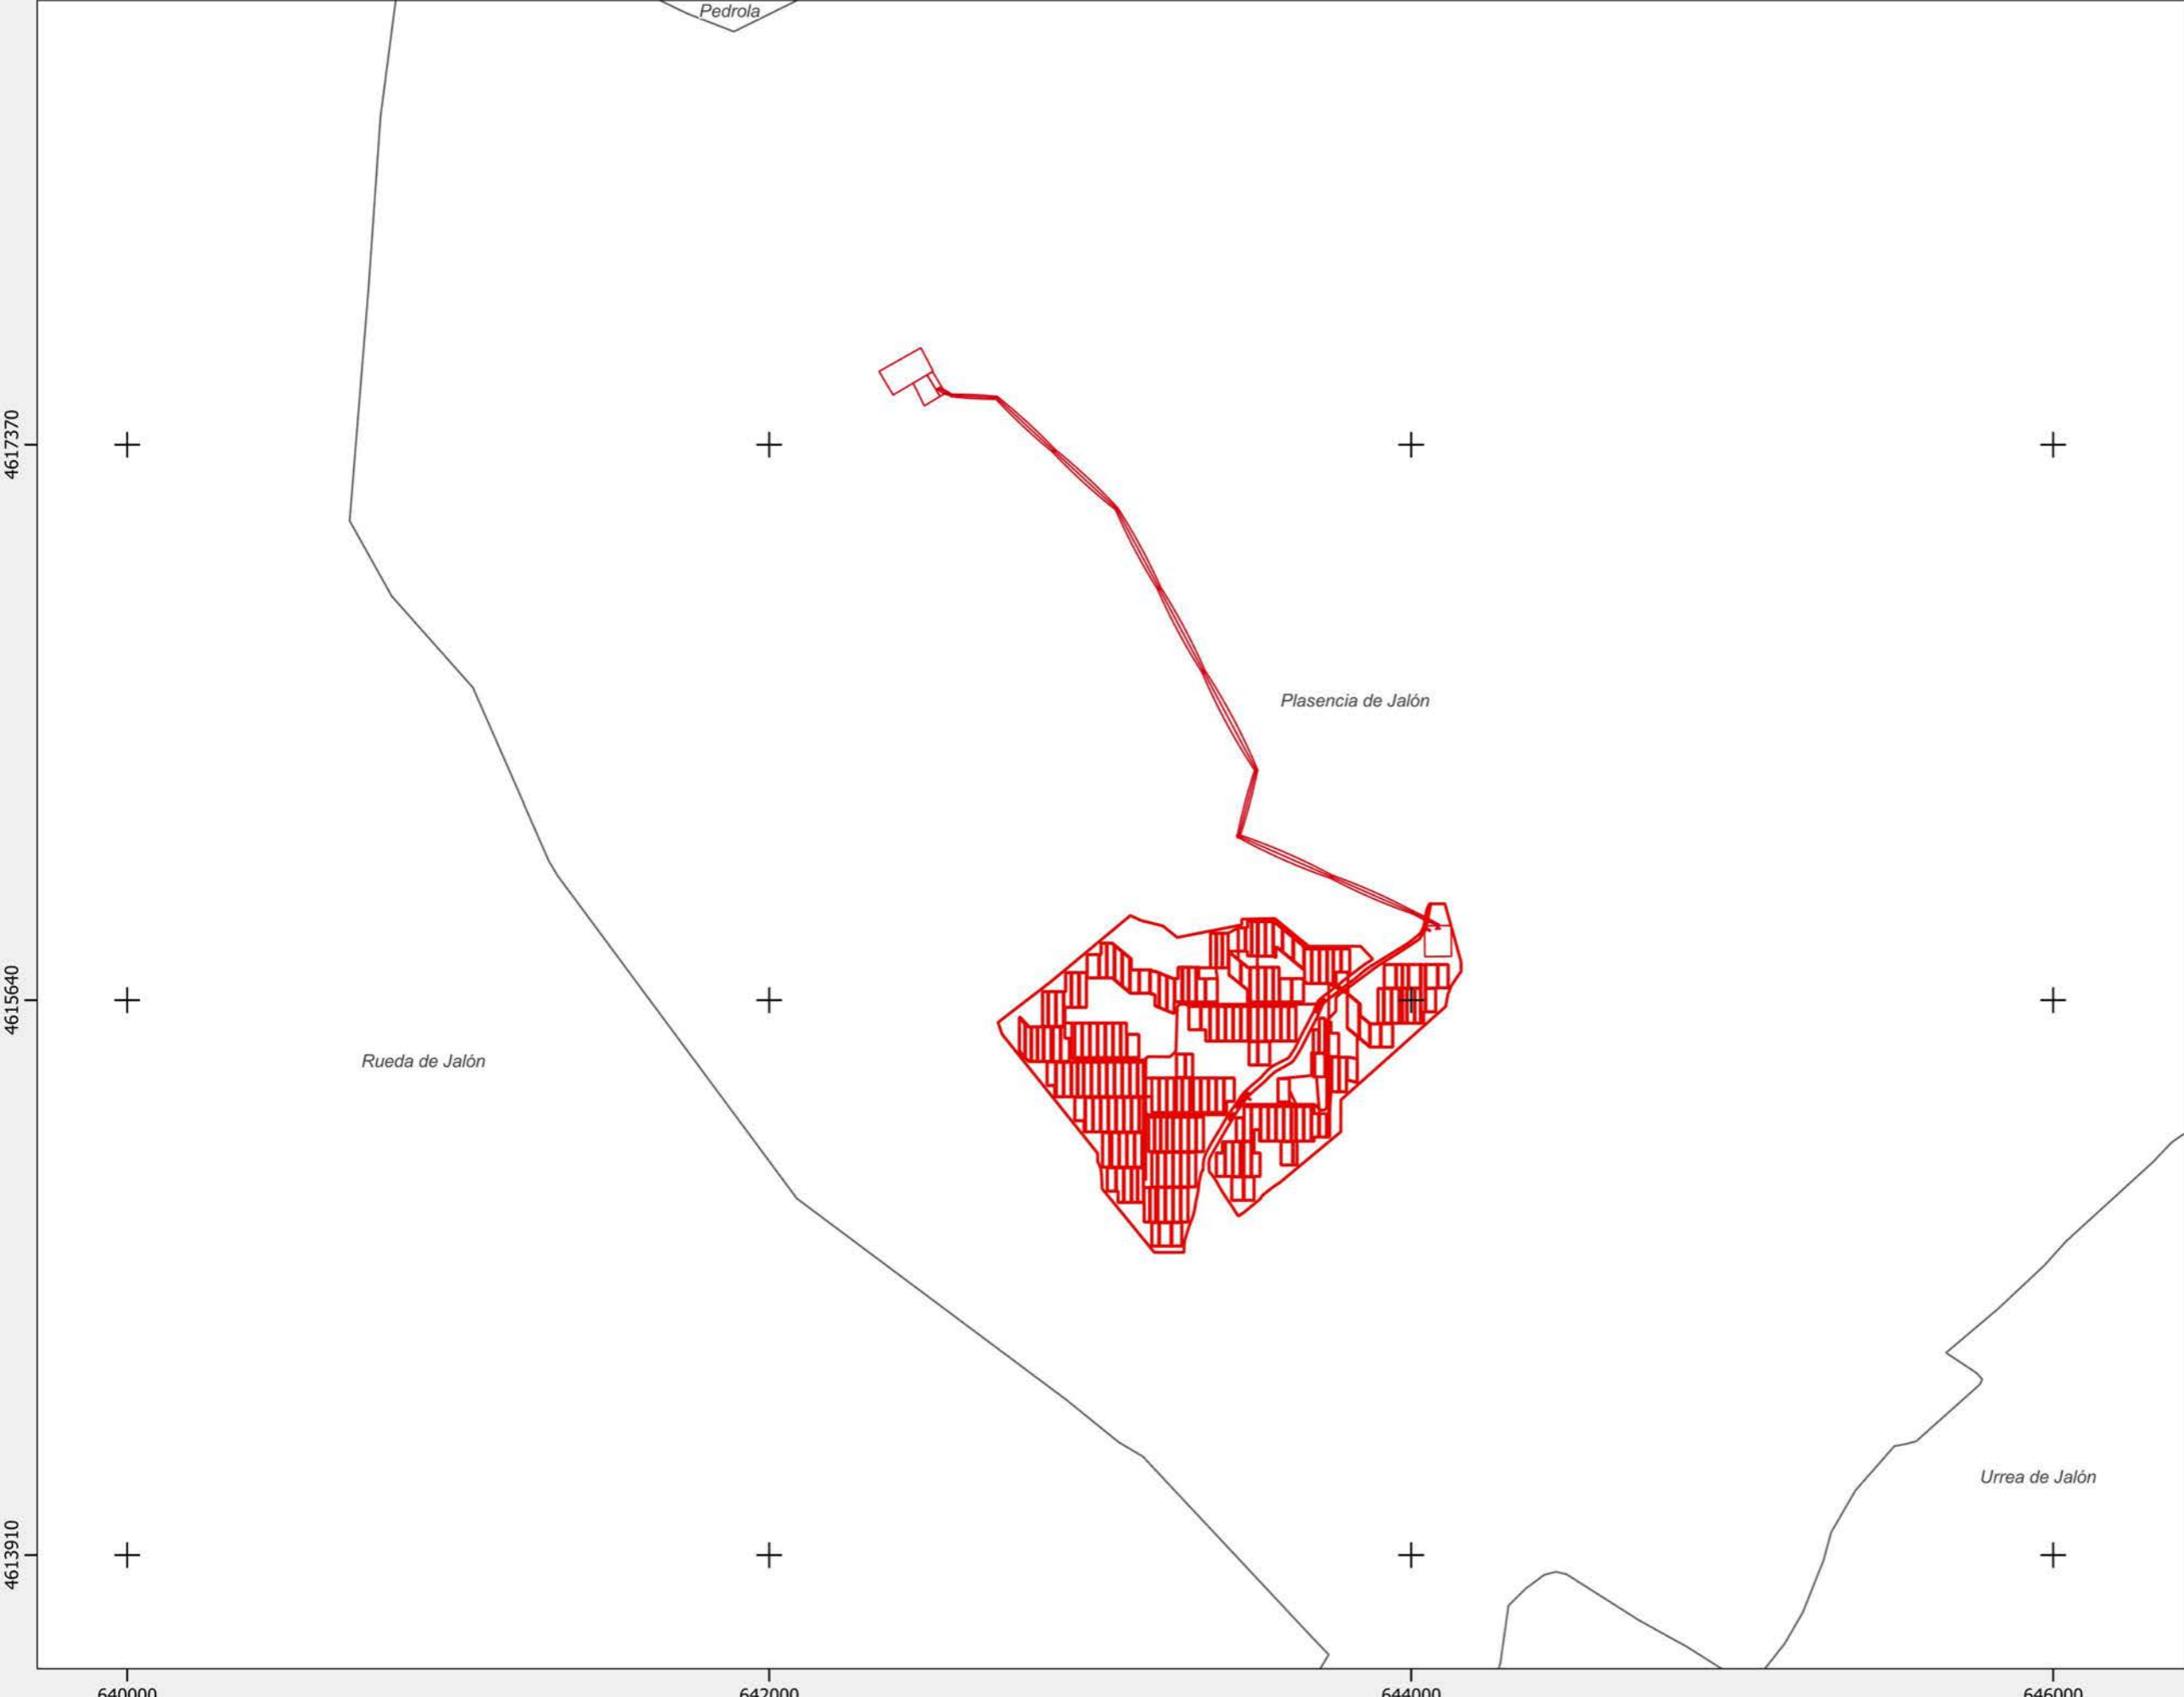 Pedrola
4617370
Plasencia de Jalón
4615640
Rueda de Jalón
Urrea de Jalón
4613910
640000
642000
644000
646000